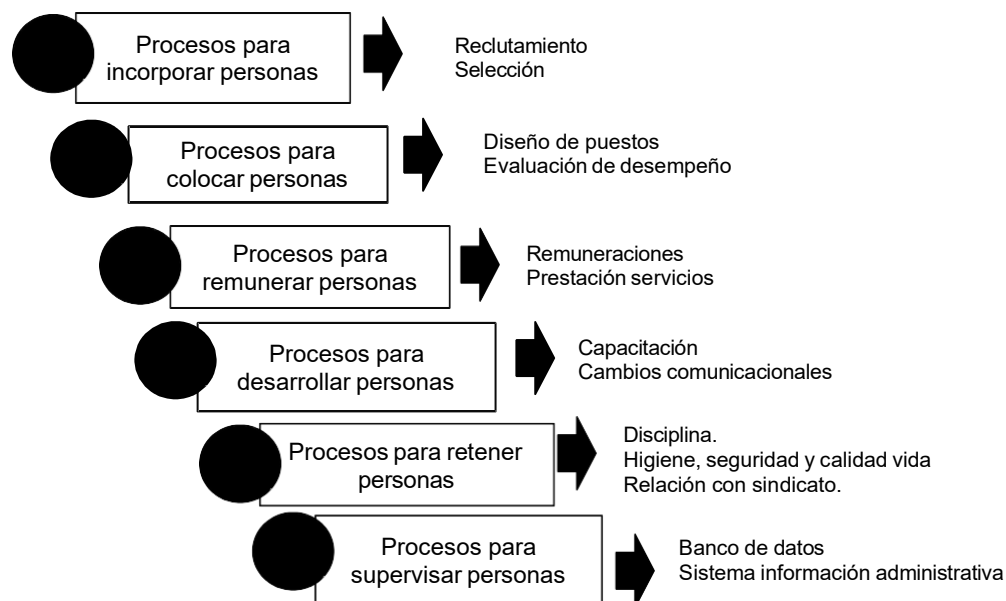 Procesos para
incorporar personas
Reclutamiento
Selección
Procesos para
colocar personas
Diseño de puestos
Evaluación de desempeño
Procesos para
remunerar personas
Remuneraciones
Prestación servicios
Procesos para
desarrollar personas
Capacitación
Cambios comunicacionales
Procesos para retener
personas
Disciplina.
Higiene, seguridad y calidad vida
Relación con sindicato.
Procesos para
supervisar personas
Banco de datos
Sistema información administrativa